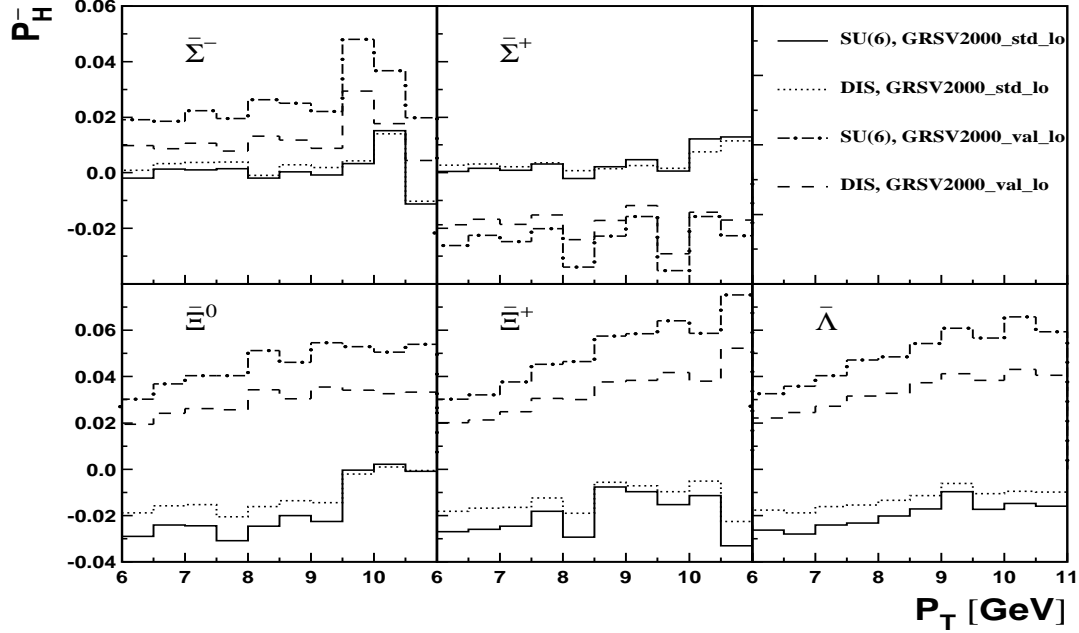 P_H̄
0.06
0.04
0.02
0.0
-0.02
Σ̄⁻
Σ̄⁺
SU(6), GRSV2000_std_lo
DIS, GRSV2000_std_lo
SU(6), GRSV2000_val_lo
DIS, GRSV2000_val_lo
0.06
0.04
0.02
0.0
-0.02
-0.04
Ξ̄⁰
Ξ̄⁺
Λ̄
6 7 8 9 10 6 7 8 9 10 6 7 8 9 10 11
P_T [GeV]